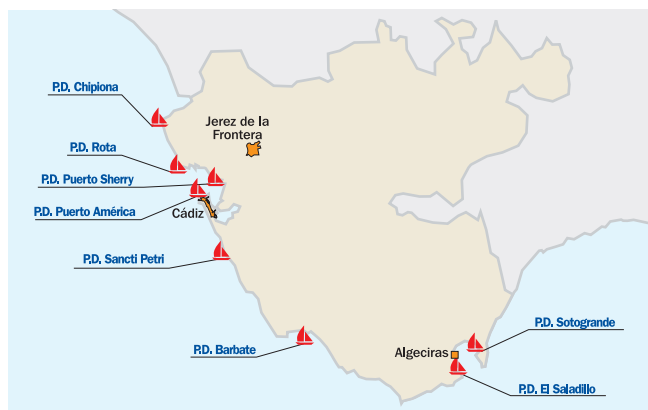 P.D. Chipiona
Jerez de la
Frontera
P.D. Rota
P.D. Puerto Sherry
P.D. Puerto América
Cádiz
P.D. Sancti Petri
P.D. Sotogrande
P.D. Barbate
Algeciras
P.D. El Saladillo